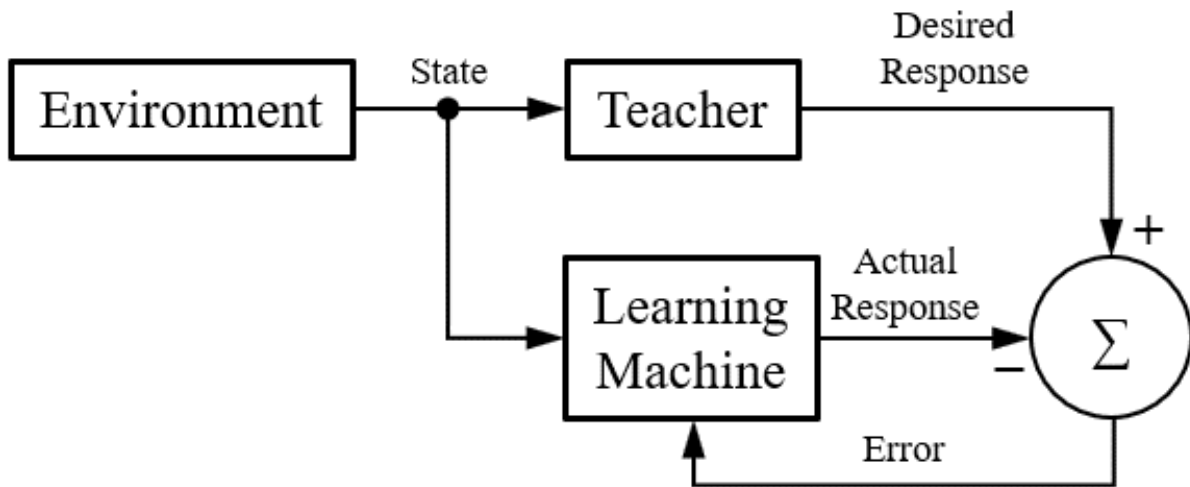 Desired
State
Response
Environment
Teacher
+
Actual
Learning
Response
Machine
−
Σ
Error